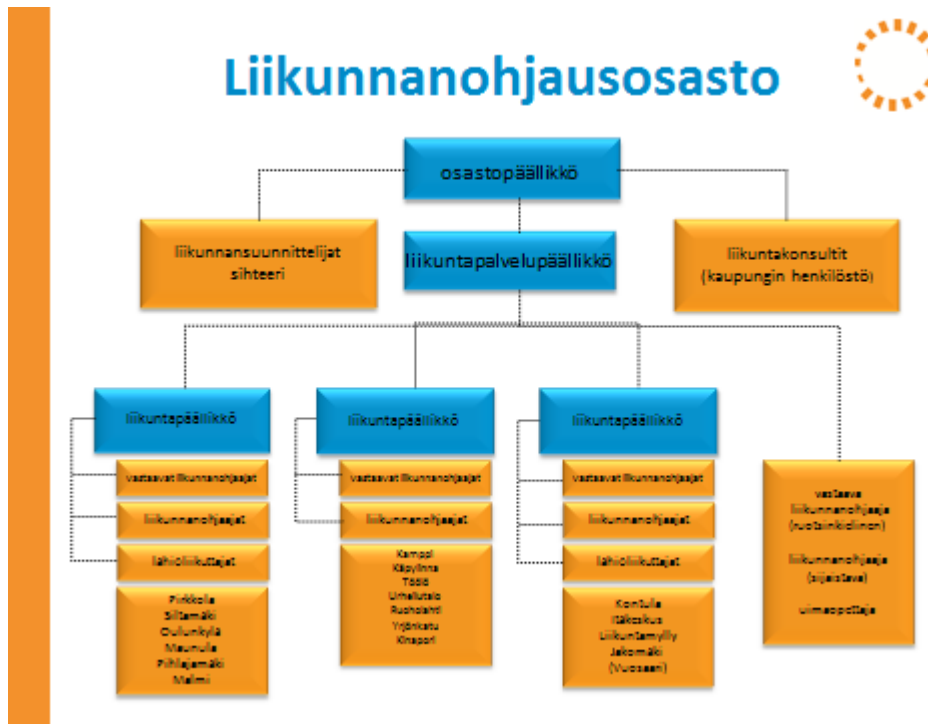 Liikunnanohjausosasto
osastopäällikkö
liikunnansuunnittelijat
sihteeri
liikuntapalvelupäällikkö
liikuntakonsultit
(kaupungin henkilöstö)
liikuntapäällikkö
vastaavat liikunnanohjaajat
liikunnanohjaajat
lähiöliikuttajat
Pirkkola
Siltamäki
Oulunkylä
Maunula
Pihlajamäki
Malmi
liikuntapäällikkö
vastaavat liikunnanohjaajat
liikunnanohjaajat
Kamppi
Käpylinna
Töölö
Urheilutalo
Ruoholahti
Yrjönkatu
Kinapori
liikuntapäällikkö
vastaavat liikunnanohjaajat
liikunnanohjaajat
lähiöliikuttajat
Kontula
Itäkeskus
Liikuntamylly
Jakomäki
(Vuosaari)
vastaava
liikunnanohjaaja
(ruotsinkielinen)
liikunnanohjaaja
(sijaistava)
uimaopettaja